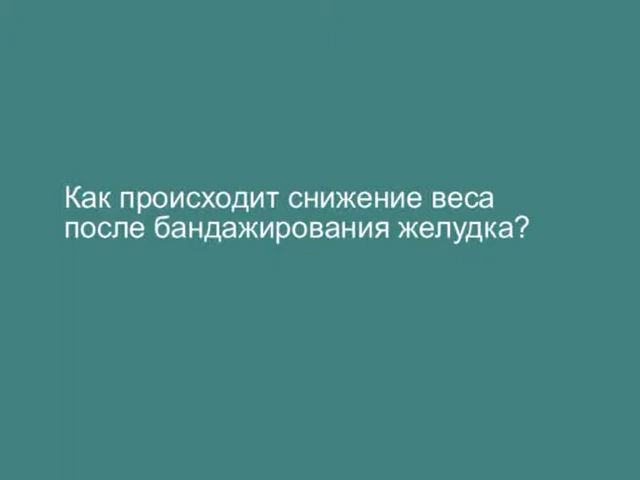 Как происходит снижение веса
после бандажирования желудка?